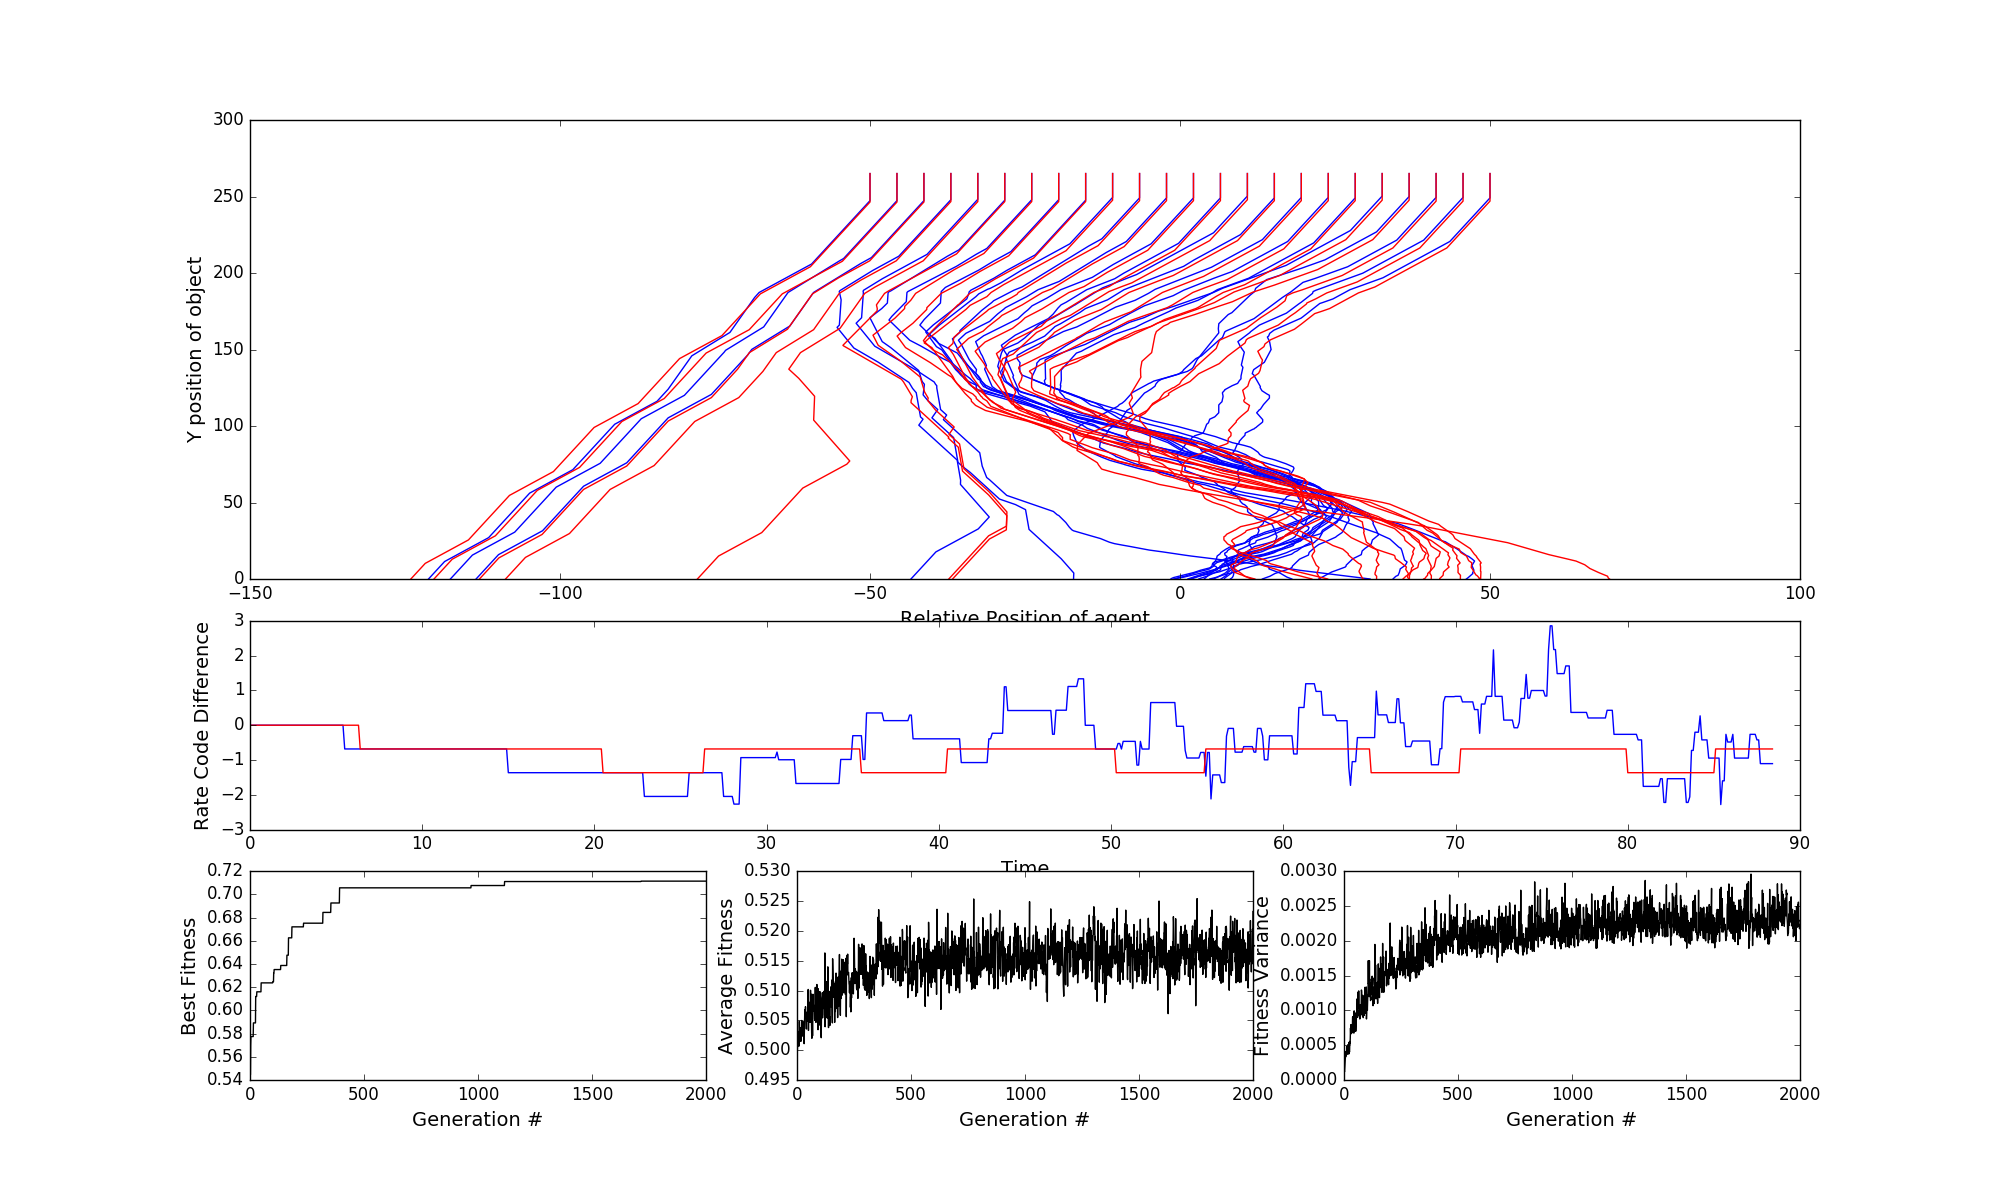 300
250
200
150
100
50
0
Y position of object
−150 −100 −50 0 50 100
Relative Position of agent
3
2
1
0
−1
−2
−3
Rate Code Difference
0 10 20 30 40 50 60 70 80 90
Time
0.72
0.70
0.68
0.66
0.64
0.62
0.60
0.58
0.56
0.54
Best Fitness
0 500 1000 1500 2000
Generation #
0.530
0.525
0.520
0.515
0.510
0.505
0.500
0.495
Average Fitness
0 500 1000 1500 2000
Generation #
0.0030
0.0025
0.0020
0.0015
0.0010
0.0005
0.0000
Fitness Variance
0 500 1000 1500 2000
Generation #